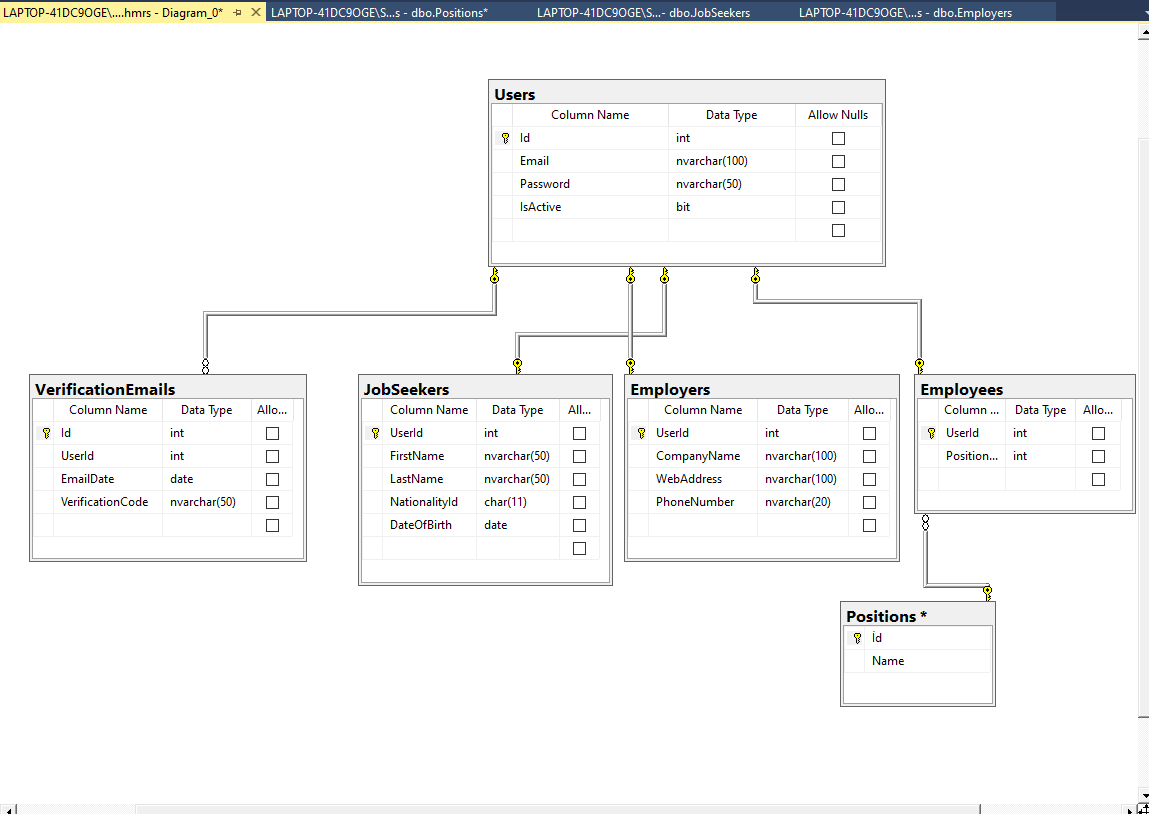 LAPTOP-41DC9OGE\....hmrs - Diagram_0*
LAPTOP-41DC9OGE\S...s - dbo.Positions*
LAPTOP-41DC9OGE\S...- dbo.JobSeekers
LAPTOP-41DC9OGE\...s - dbo.Employers
Users
Column Name Data Type Allow Nulls
Id int
Email nvarchar(100)
Password nvarchar(50)
IsActive bit
VerificationEmails
Column Name Data Type Allo...
Id int
UserId int
EmailDate date
VerificationCode nvarchar(50)
JobSeekers
Column Name Data Type All...
UserId int
FirstName nvarchar(50)
LastName nvarchar(50)
NationalityId char(11)
DateOfBirth date
Employers
Column Name Data Type Allo...
UserId int
CompanyName nvarchar(100)
WebAddress nvarchar(100)
PhoneNumber nvarchar(20)
Employees
Column ... Data Type Allo...
UserId int
Position... int
Positions *
İd
Name